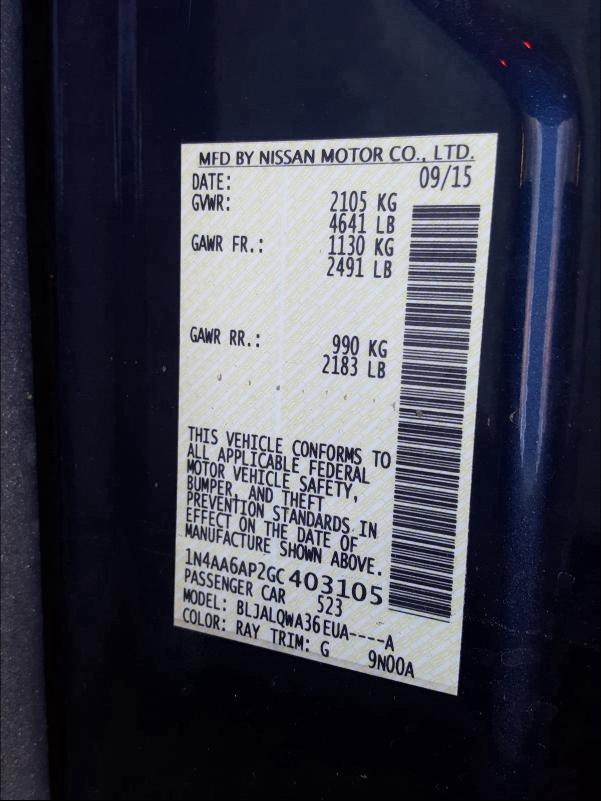 MFD BY NISSAN MOTOR CO., LTD.
DATE: 09/15
GVWR: 2105 KG
4641 LB
GAWR FR.: 1130 KG
2491 LB
GAWR RR.: 990 KG
2183 LB
THIS VEHICLE CONFORMS TO
ALL APPLICABLE FEDERAL
MOTOR VEHICLE SAFETY,
BUMPER, AND THEFT
PREVENTION STANDARDS IN
EFFECT ON THE DATE OF
MANUFACTURE SHOWN ABOVE.
1N4AA6AP2GC403105
PASSENGER CAR 523
MODEL: BLJALQWA36EUA----A
COLOR: RAY TRIM: G 9N00A